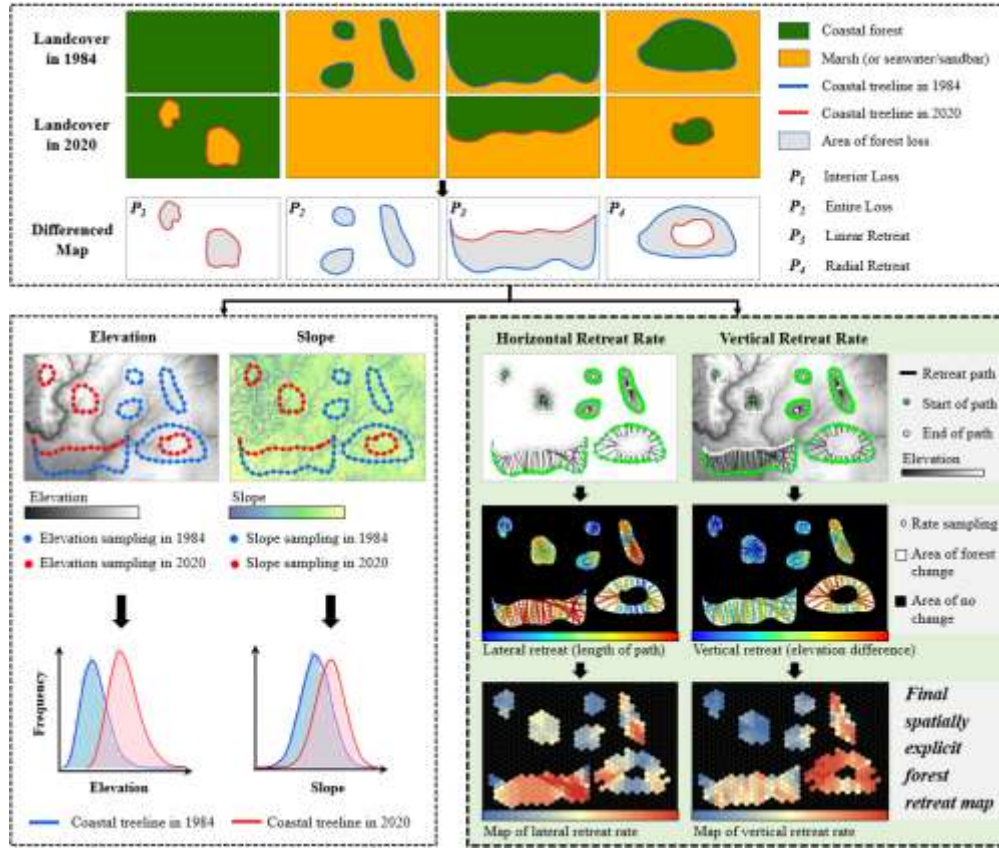 Landcover
in 1984
Coastal forest
Marsh (or seawater/sandbar)
Coastal treeline in 1984
Coastal treeline in 2020
Area of forest loss
Landcover
in 2020
P1 Interior Loss
P2 Entire Loss
P3 Linear Retreat
P4 Radial Retreat
Differenced
Map
P1
P2
P3
P4
Elevation
Slope
Elevation
Slope
Elevation sampling in 1984
Slope sampling in 1984
Elevation sampling in 2020
Slope sampling in 2020
Frequency
Elevation
Slope
Coastal treeline in 1984
Coastal treeline in 2020
Horizontal Retreat Rate
Vertical Retreat Rate
Retreat path
Start of path
End of path
Elevation
Rate sampling
Area of forest
change
Area of no
change
Lateral retreat (length of path)
Vertical retreat (elevation difference)
Final
spatially
explicit
forest
retreat map
Map of lateral retreat rate
Map of vertical retreat rate